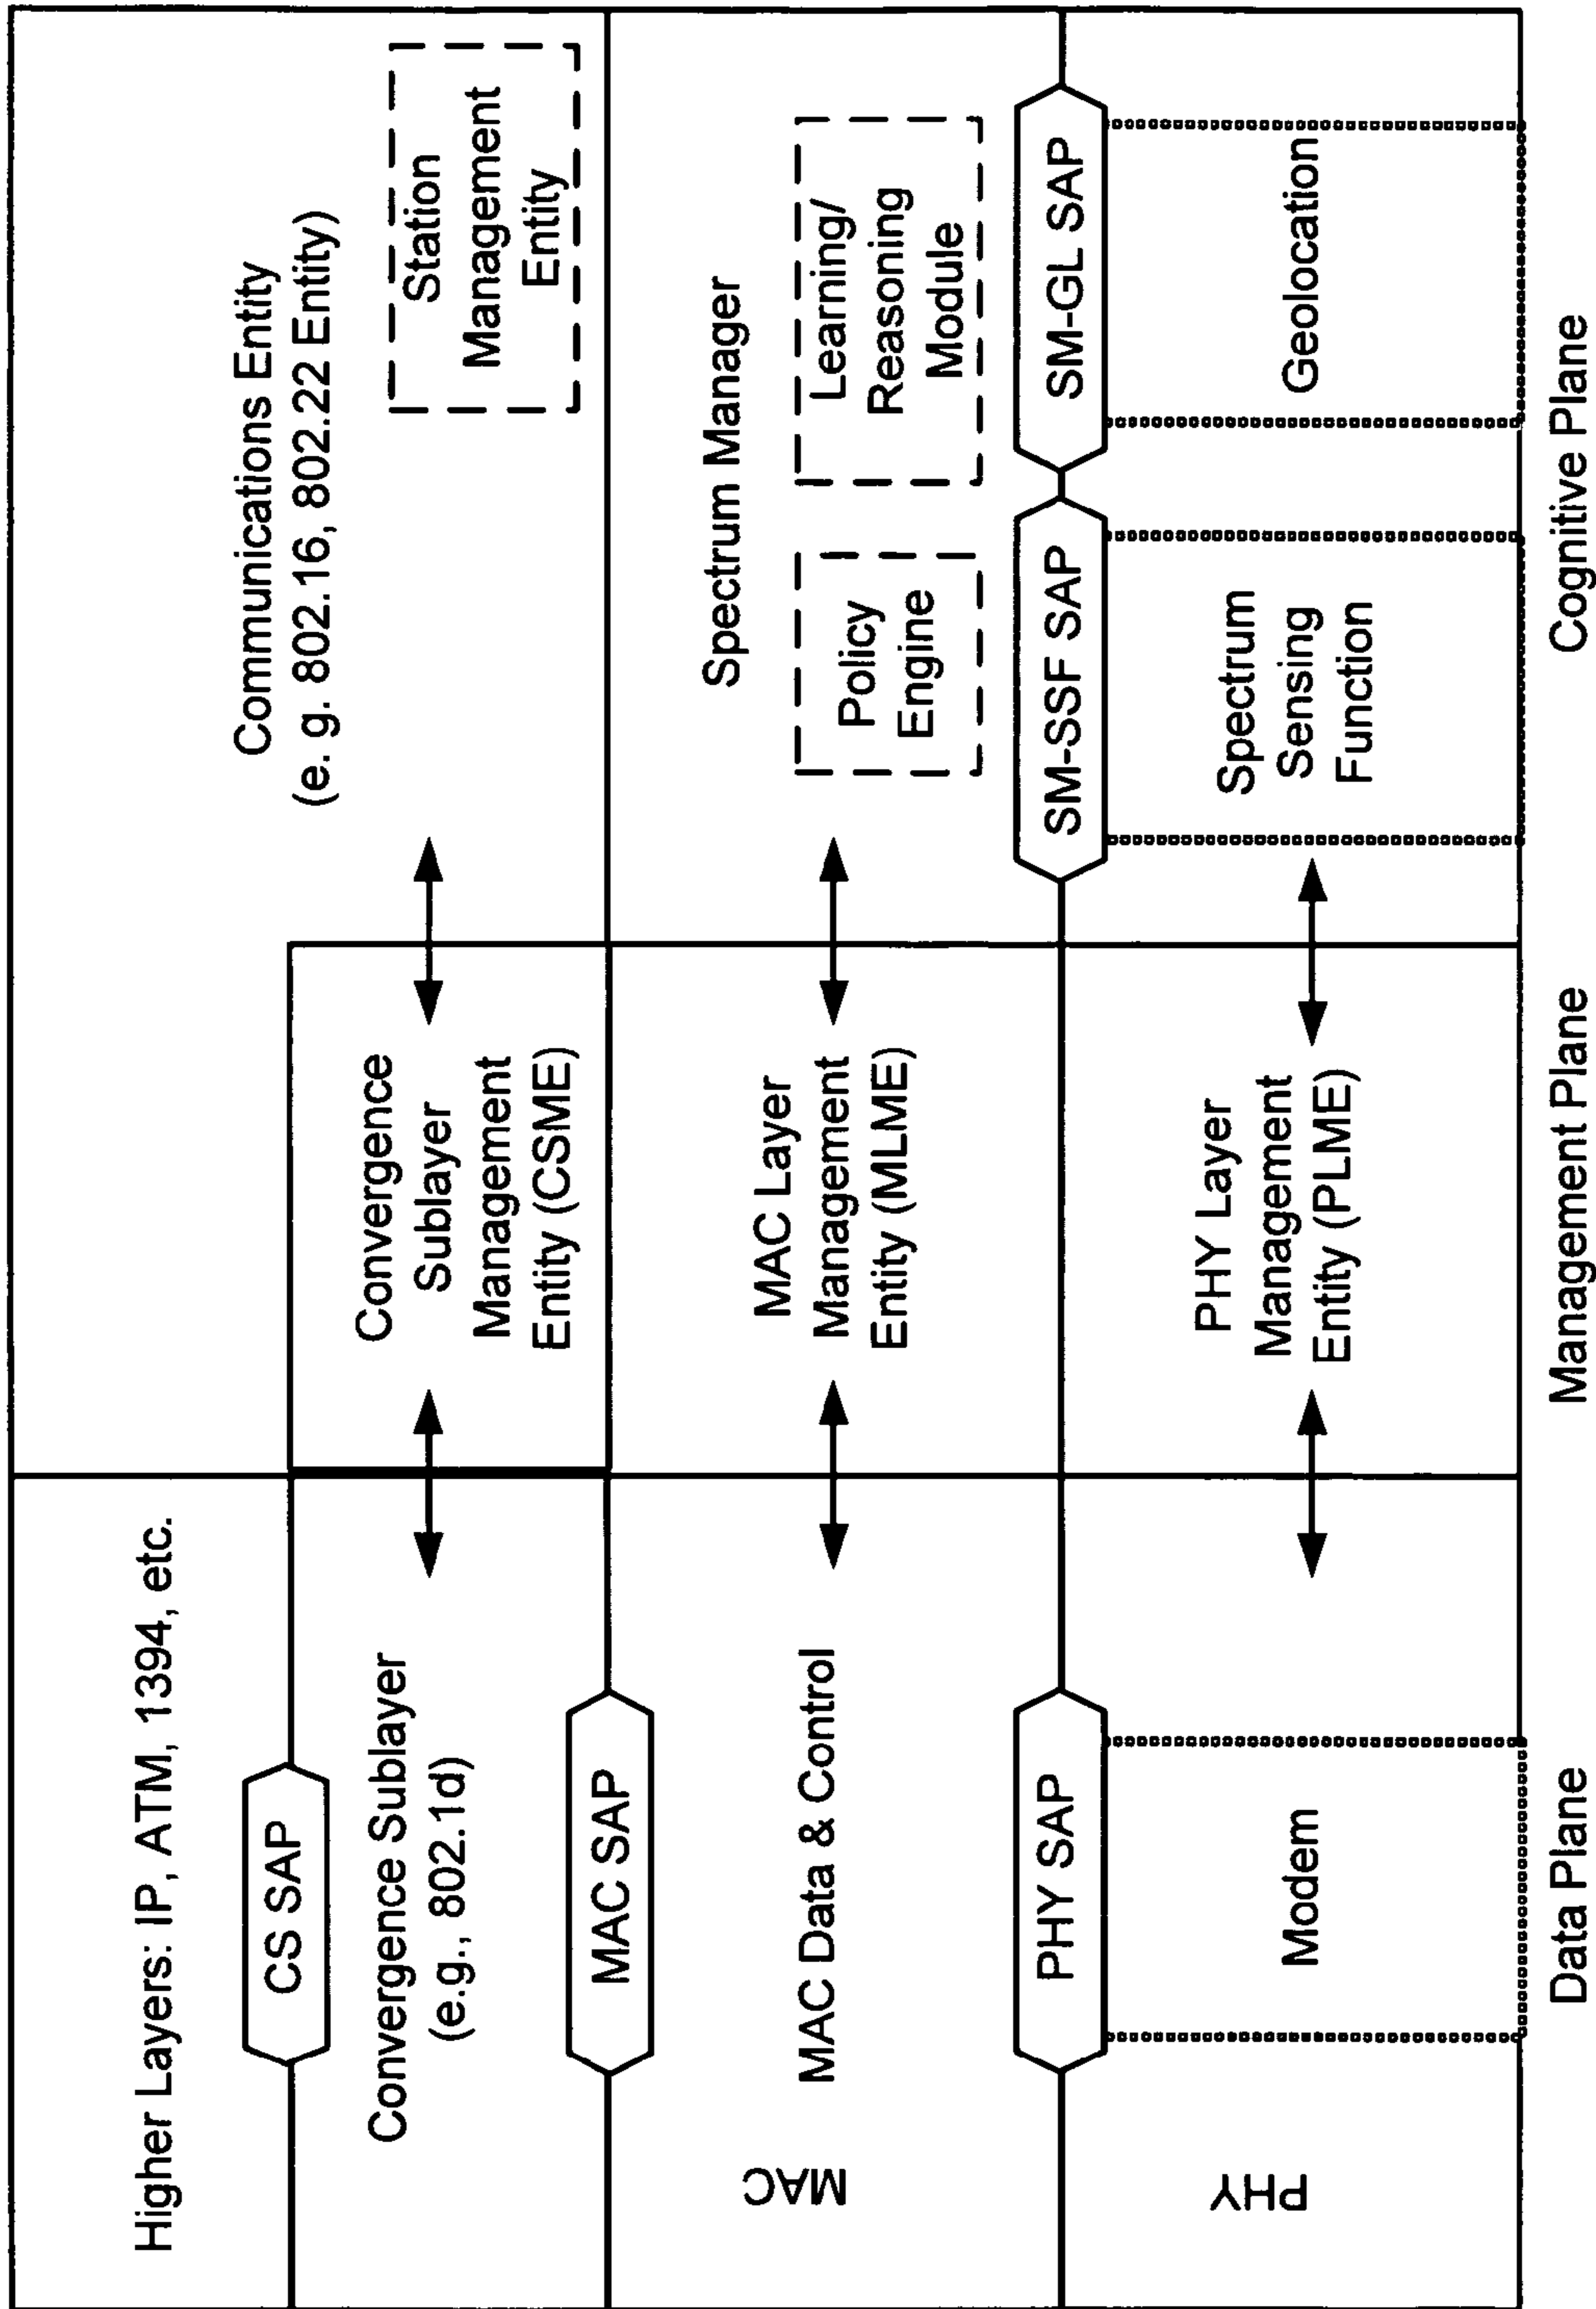 Higher Layers: IP, ATM, 1394, etc.
CS SAP
Convergence Sublayer
(e.g., 802.1d)
MAC SAP
MAC
MAC Data & Control
PHY SAP
PHY
Modem
Data Plane
Convergence
Sublayer
Management
Entity (CSME)
MAC Layer
Management
Entity (MLME)
PHY Layer
Management
Entity (PLME)
Management Plane
Communications Entity
(e. g. 802.16, 802.22 Entity)
Station
Management
Entity
Spectrum Manager
Policy
Engine
Learning/
Reasoning
Module
SM-SSF SAP
SM-GL SAP
Spectrum
Sensing
Function
Geolocation
Cognitive Plane